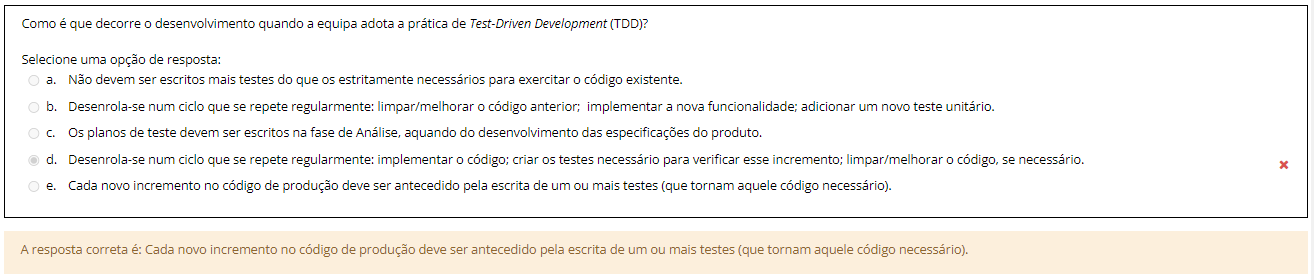 Como é que decorre o desenvolvimento quando a equipa adota a prática de Test-Driven Development (TDD)?
Selecione uma opção de resposta:
a. Não devem ser escritos mais testes do que os estritamente necessários para exercitar o código existente.
b. Desenrola-se num ciclo que se repete regularmente: limpar/melhorar o código anterior; implementar a nova funcionalidade; adicionar um novo teste unitário.
c. Os planos de teste devem ser escritos na fase de Análise, aquando do desenvolvimento das especificações do produto.
d. Desenrola-se num ciclo que se repete regularmente: implementar o código; criar os testes necessário para verificar esse incremento; limpar/melhorar o código, se necessário.
e. Cada novo incremento no código de produção deve ser antecedido pela escrita de um ou mais testes (que tornam aquele código necessário).
A resposta correta é: Cada novo incremento no código de produção deve ser antecedido pela escrita de um ou mais testes (que tornam aquele código necessário).